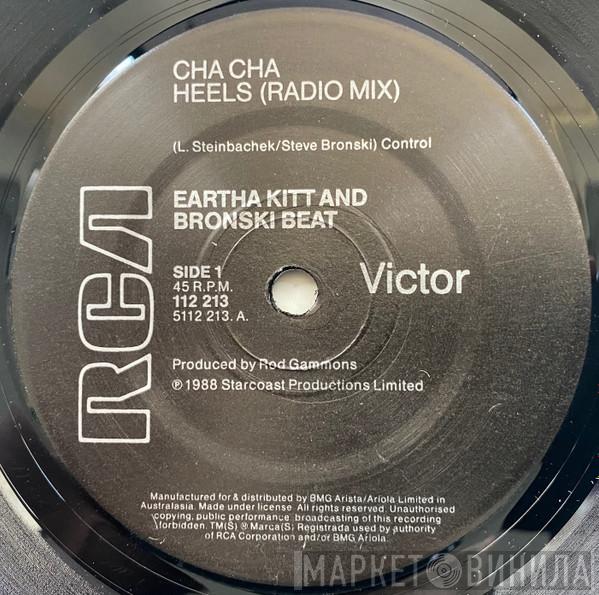 CHA CHA
HEELS (RADIO MIX)
(L. Steinbachek/Steve Bronski) Control
EARTHA KITT AND
BRONSKI BEAT
RCA
SIDE 1
45 R.P.M.
112 213
5112 213. A.
Victor
Produced by Rod Gammons
℗ 1988 Starcoast Productions Limited
Manufactured for & distributed by BMG Arista/Ariola Limited in
Australasia. Made under license. All rights reserved. Unauthorised
copying, public performance, broadcasting of this recording
forbidden. TM(S) ® Marca(s) Registrada used by authority
of RCA Corporation and/or BMG Ariola.
МАРКЕТ ВИНИЛА